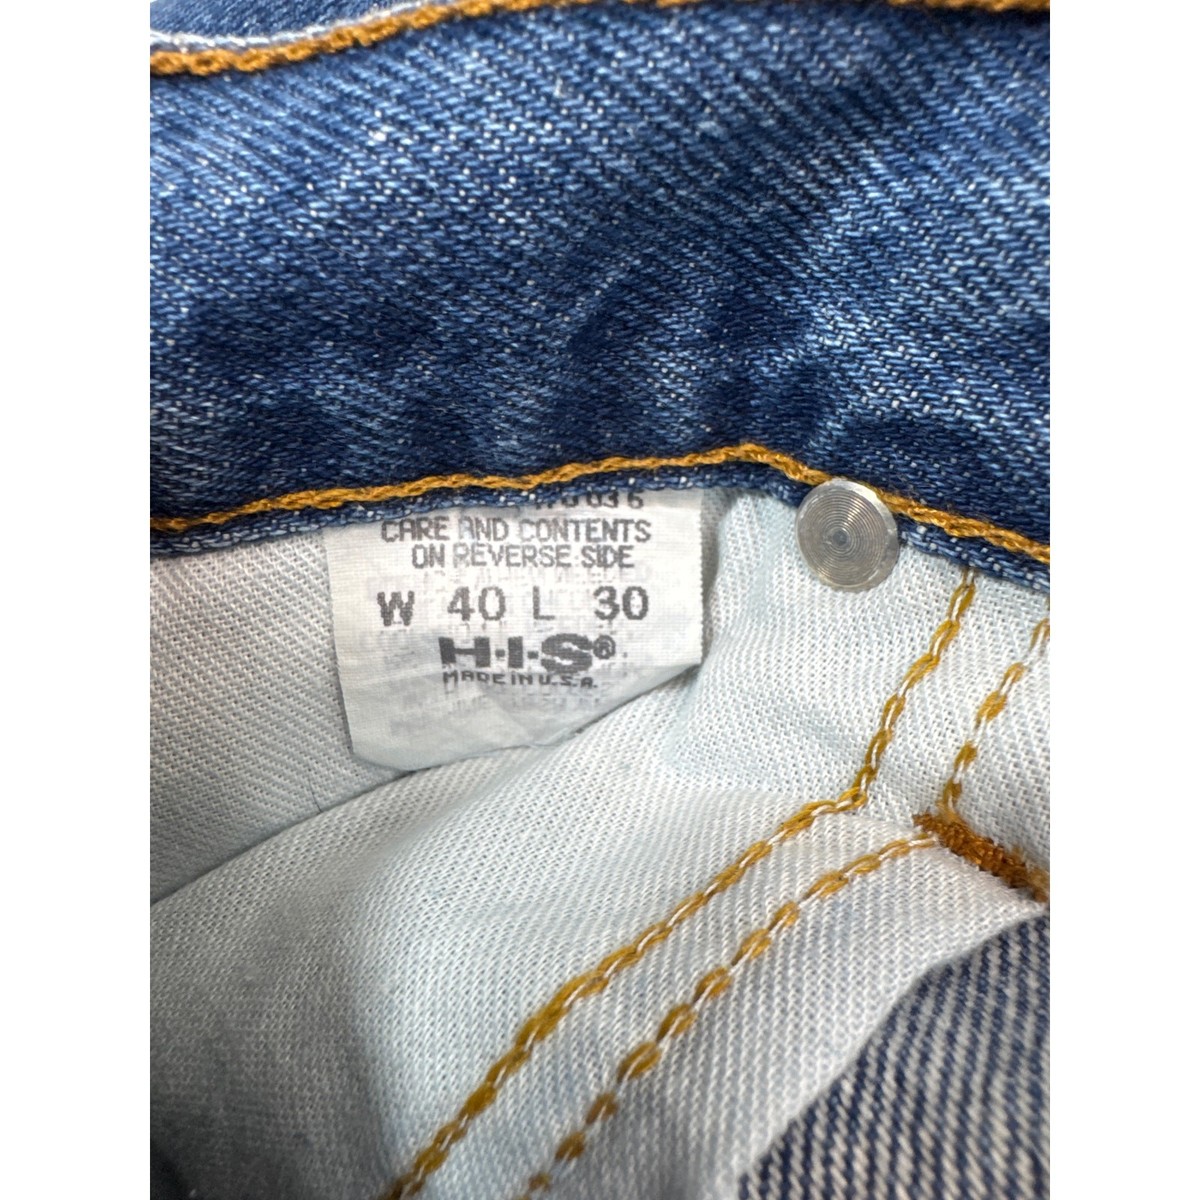 CARE AND CONTENTS
ON REVERSE SIDE
W 40 L 30
H·I·S®
MADE IN U.S.A.